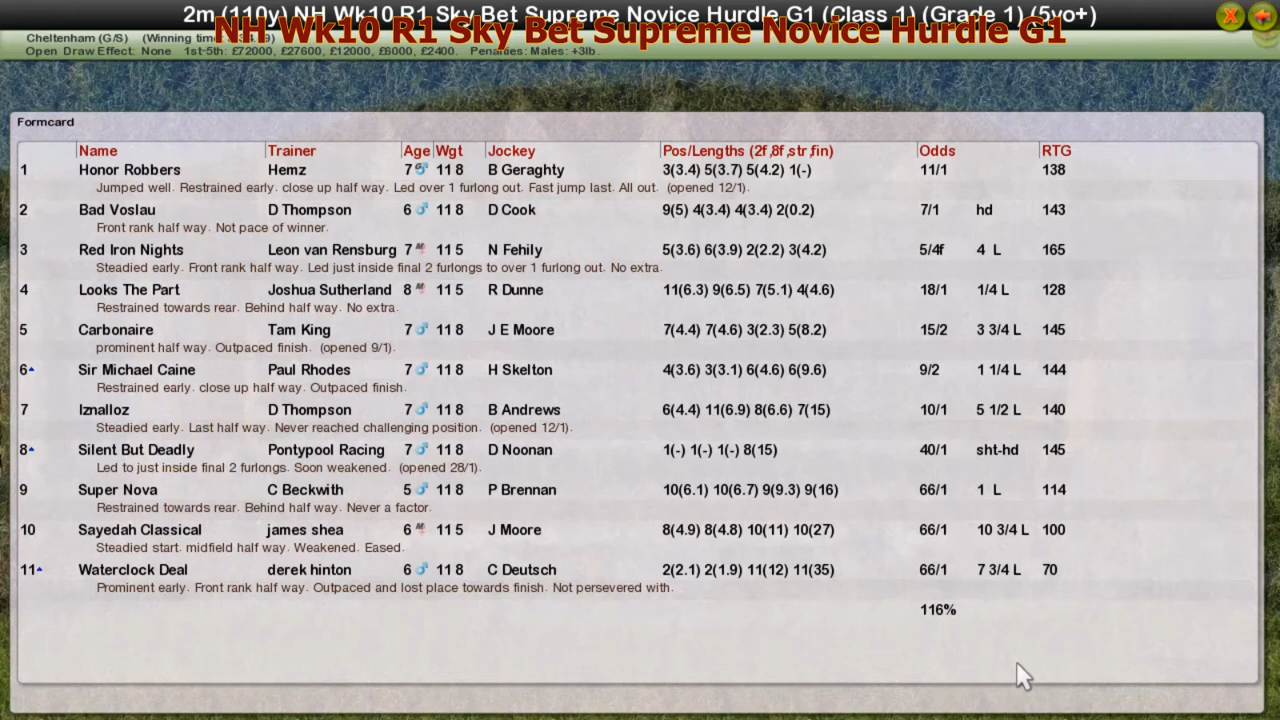 2m (110y) NH Wk10 R1 Sky Bet Supreme Novice Hurdle G1 (Class 1) (Grade 1) (5yo+)
NH Wk10 R1 Sky Bet Supreme Novice Hurdle G1
Cheltenham (G/S) (Winning time
Open Draw Effect: None 1st-5th: £72000, £27600, £12000, £6000, £2400. Penalties: Males: +3lb.
Formcard
Name Trainer Age Wgt Jockey Pos/Lengths (2f,8f,str,fin) Odds RTG
1 Honor Robbers Hemz 7 11 8 B Geraghty 3(3.4) 5(3.7) 5(4.2) 1(-) 11/1 138
Jumped well. Restrained early. close up half way. Led over 1 furlong out. Fast jump last. All out. (opened 12/1).
2 Bad Voslau D Thompson 6 11 8 D Cook 9(5) 4(3.4) 4(3.4) 2(0.2) 7/1 hd 143
Front rank half way. Not pace of winner.
3 Red Iron Nights Leon van Rensburg 7 11 5 N Fehily 5(3.6) 6(3.9) 2(2.2) 3(4.2) 5/4f 4 L 165
Steadied early. Front rank half way. Led just inside final 2 furlongs to over 1 furlong out. No extra.
4 Looks The Part Joshua Sutherland 8 11 5 R Dunne 11(6.3) 9(6.5) 7(5.1) 4(4.6) 18/1 1/4 L 128
Restrained towards rear. Behind half way. No extra.
5 Carbonaire Tam King 7 11 8 J E Moore 7(4.4) 7(4.6) 3(2.3) 5(8.2) 15/2 3 3/4 L 145
prominent half way. Outpaced finish. (opened 9/1).
6 Sir Michael Caine Paul Rhodes 7 11 8 H Skelton 4(3.6) 3(3.1) 6(4.6) 6(9.6) 9/2 1 1/4 L 144
Restrained early. close up half way. Outpaced finish.
7 Iznalloz D Thompson 7 11 8 B Andrews 6(4.4) 11(6.9) 8(6.6) 7(15) 10/1 5 1/2 L 140
Steadied early. Last half way. Never reached challenging position. (opened 12/1).
8 Silent But Deadly Pontypool Racing 7 11 8 D Noonan 1(-) 1(-) 1(-) 8(15) 40/1 sht-hd 145
Led to just inside final 2 furlongs. Soon weakened. (opened 28/1).
9 Super Nova C Beckwith 5 11 8 P Brennan 10(6.1) 10(6.7) 9(9.3) 9(16) 66/1 1 L 114
Restrained towards rear. Behind half way. Never a factor.
10 Sayedah Classical james shea 6 11 5 J Moore 8(4.9) 8(4.8) 10(11) 10(27) 66/1 10 3/4 L 100
Steadied start. midfield half way. Weakened. Eased.
11 Waterclock Deal derek hinton 6 11 8 C Deutsch 2(2.1) 2(1.9) 11(12) 11(35) 66/1 7 3/4 L 70
Prominent early. Front rank half way. Outpaced and lost place towards finish. Not persevered with.
116%